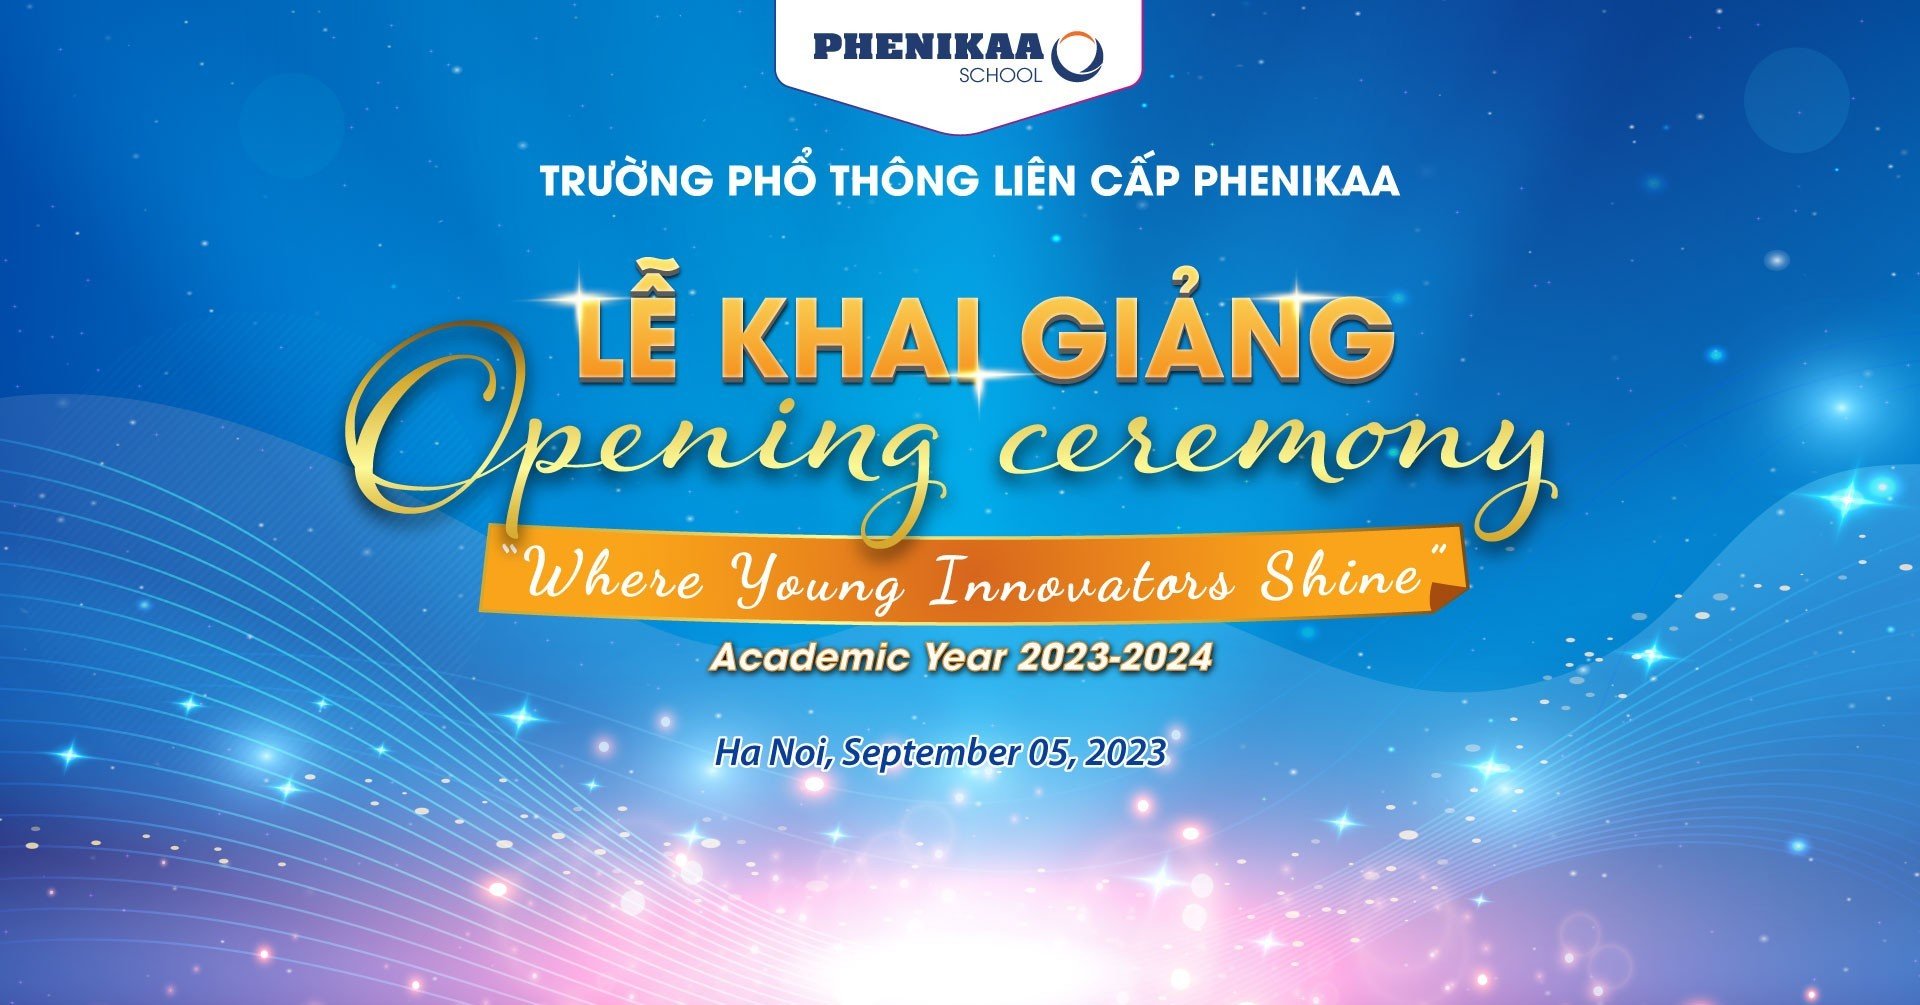 PHENIKAA
SCHOOL
TRƯỜNG PHỔ THÔNG LIÊN CẤP PHENIKAA
LỄ KHAI GIẢNG
Opening ceremony
"Where Young Innovators Shine"
Academic Year 2023-2024
Ha Noi, September 05, 2023